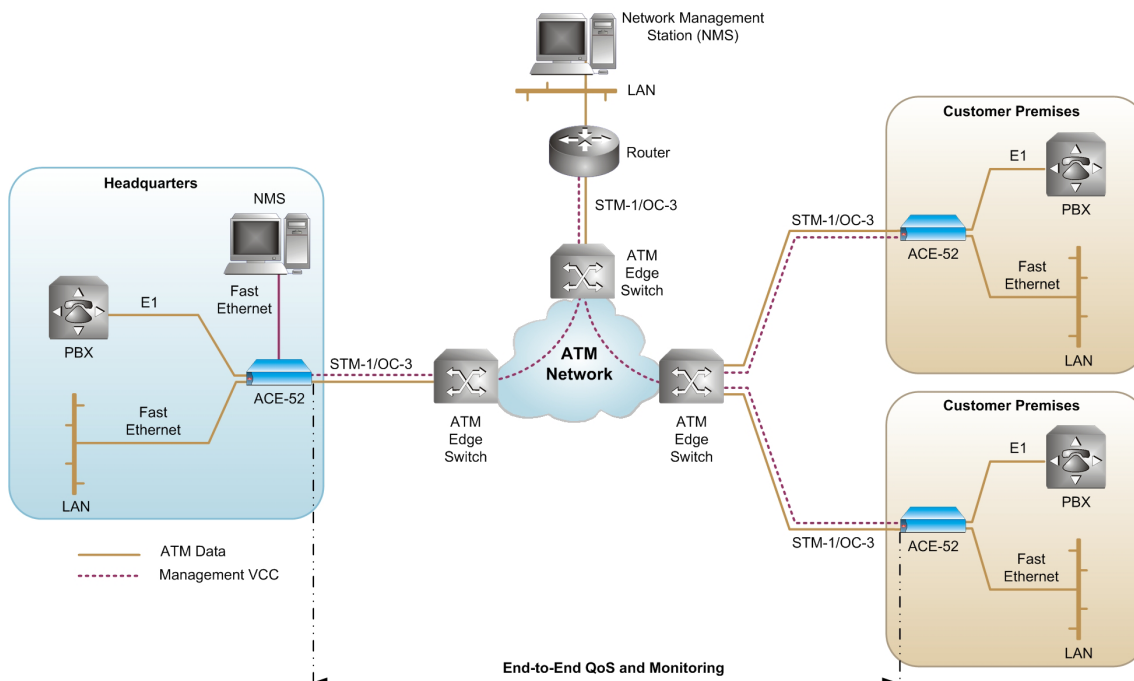 Network Management
Station (NMS)
LAN
Router
STM-1/OC-3
ATM
Edge
Switch
ATM
Network
Headquarters
NMS
Fast
Ethernet
E1
PBX
ACE-52
Fast
Ethernet
LAN
STM-1/OC-3
ATM
Edge
Switch
ATM
Edge
Switch
STM-1/OC-3
Customer Premises
E1
PBX
ACE-52
Fast
Ethernet
LAN
STM-1/OC-3
Customer Premises
E1
PBX
ACE-52
Fast
Ethernet
LAN
ATM Data
Management VCC
End-to-End QoS and Monitoring